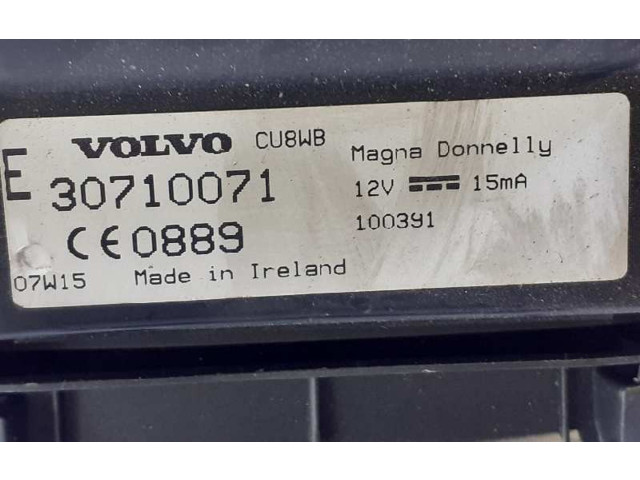 E VOLVO CU8WB
30710071
CE0889
07W15 Made in Ireland
Magna Donnelly
12V 15mA
100391